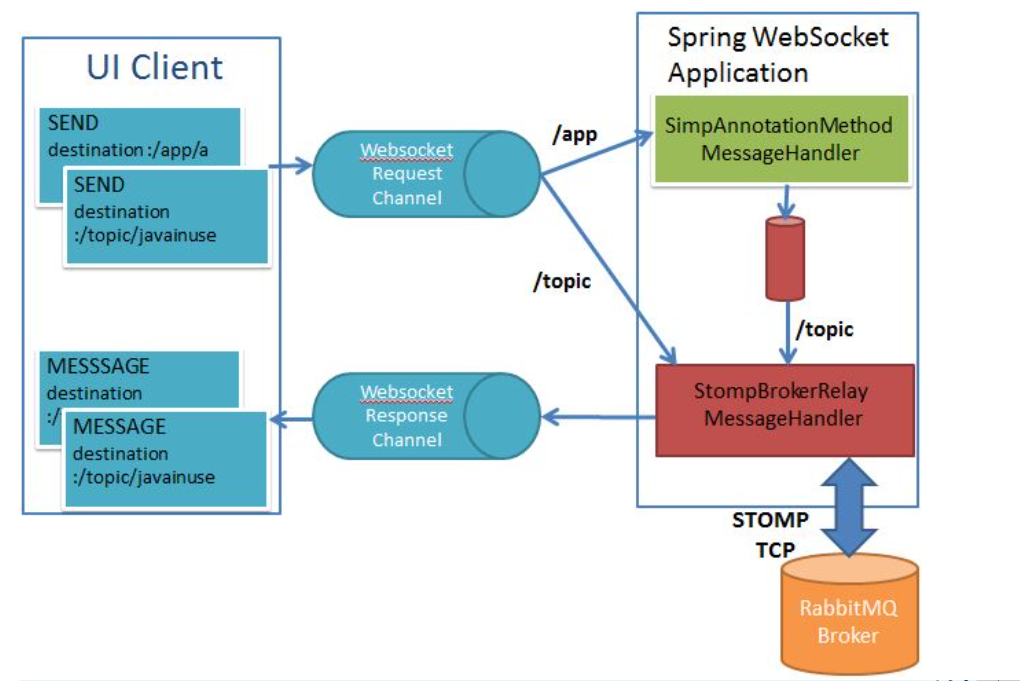 UI Client
SEND
destination :/app/a
SEND
destination
:/topic/javainuse
MESSSAGE
destination
:/
MESSAGE
destination
:/topic/javainuse
Websocket
Request
Channel
Websocket
Response
Channel
/app
/topic
Spring WebSocket
Application
SimpAnnotationMethod
MessageHandler
/topic
StompBrokerRelay
MessageHandler
STOMP
TCP
RabbitMQ
Broker